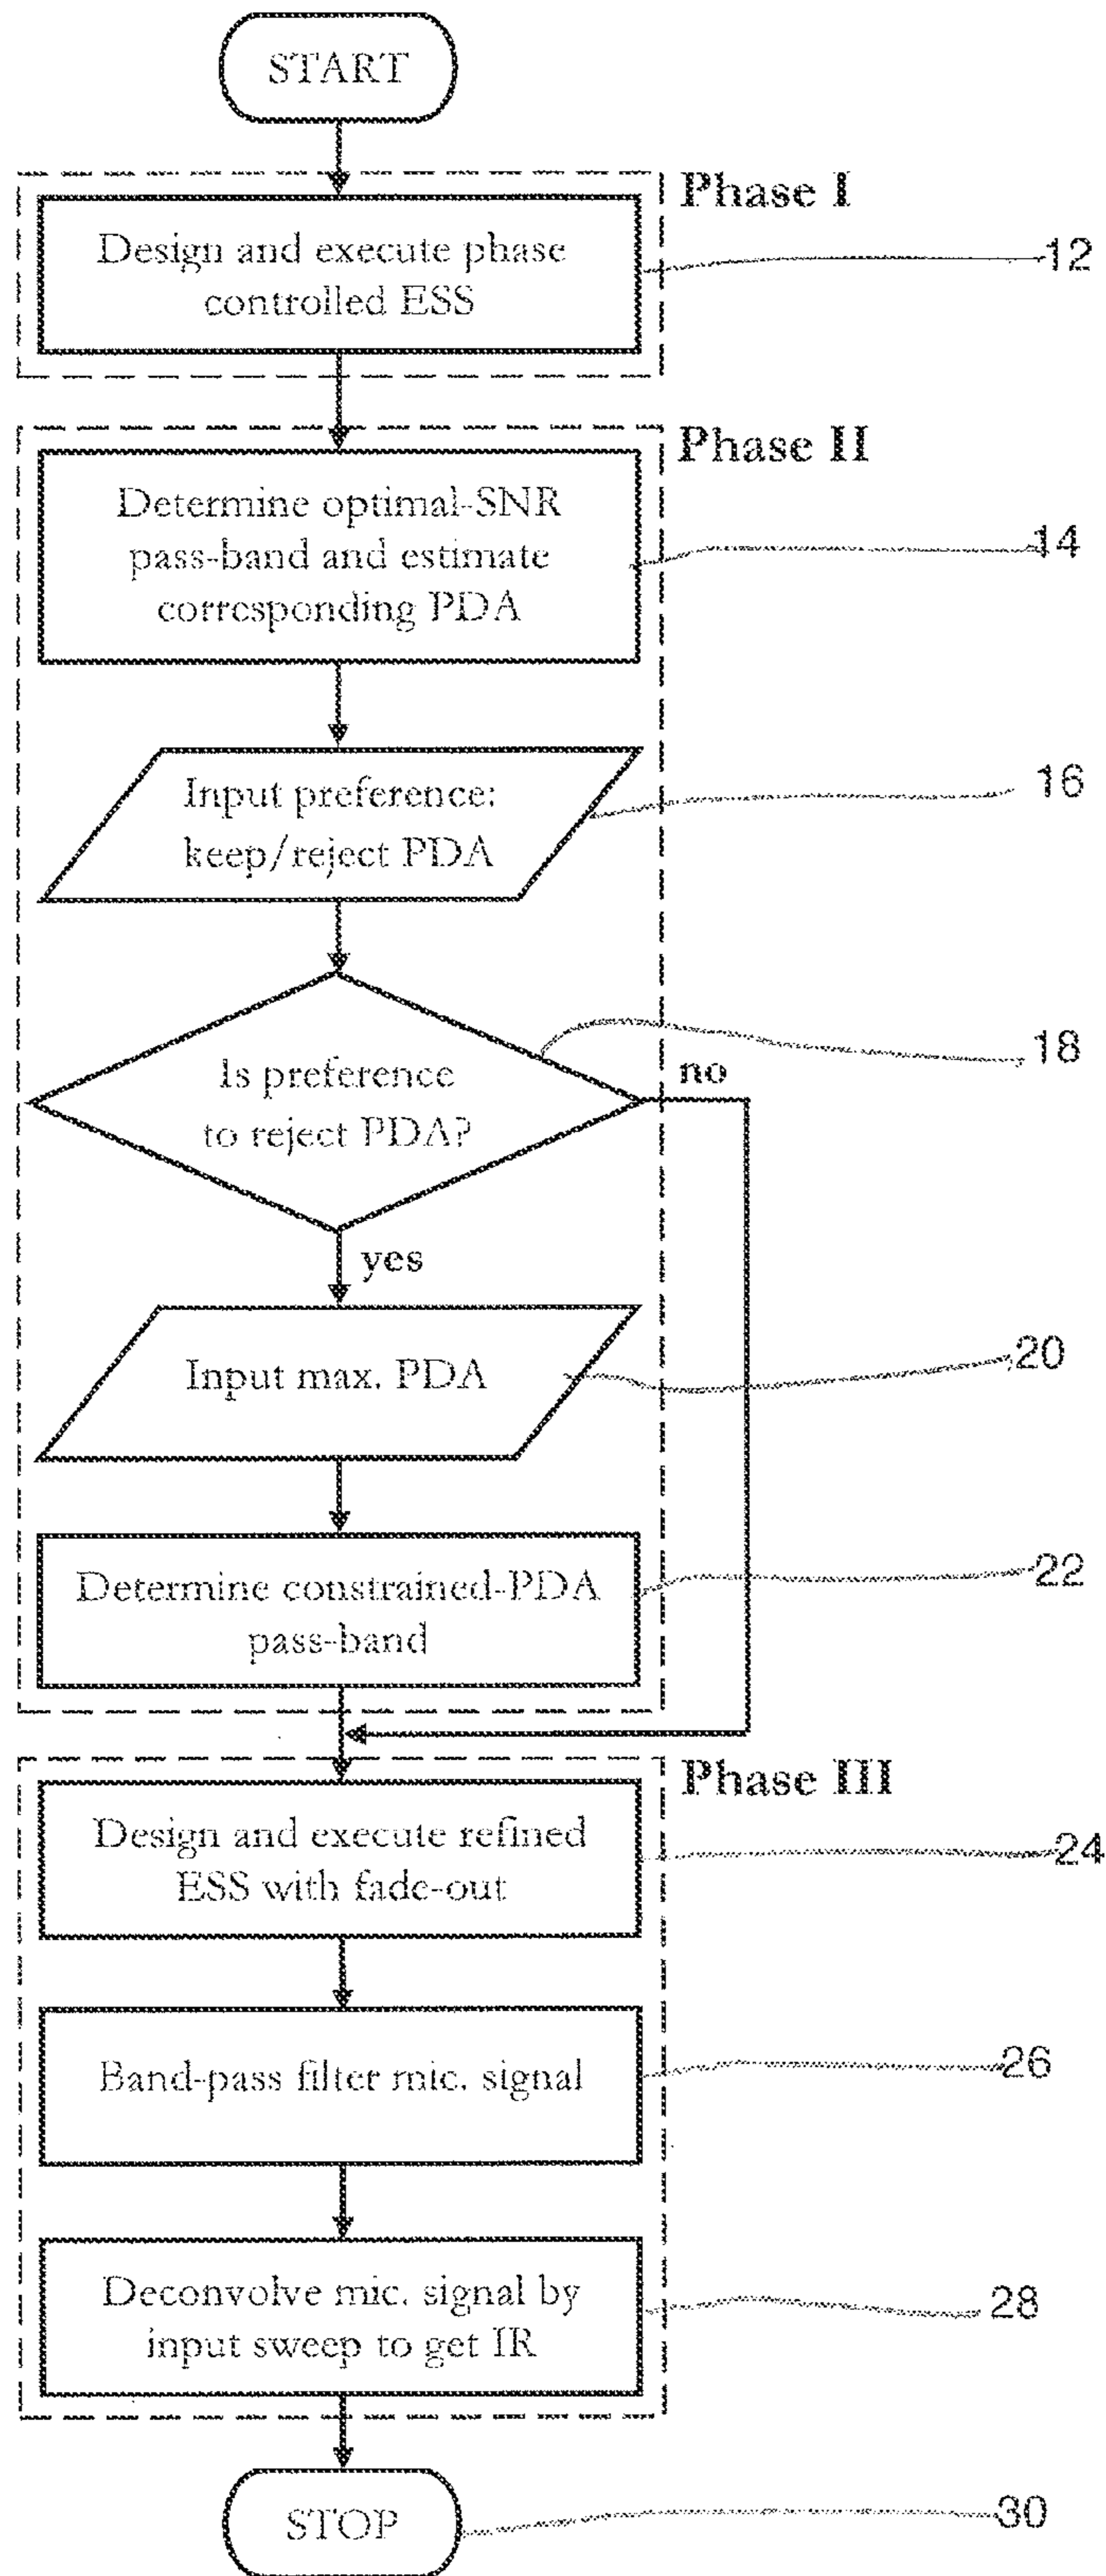 START
Phase I
Design and execute phase
controlled ESS
12
Phase II
Determine optimal-SNR
pass-band and estimate
corresponding PDA
14
Input preference:
keep/reject PDA
16
Is preference
to reject PDA?
18
no
yes
Input max. PDA
20
Determine constrained-PDA
pass-band
22
Phase III
Design and execute refined
ESS with fade-out
24
Band-pass filter mic. signal
26
Deconvolve mic. signal by
input sweep to get IR
28
STOP
30